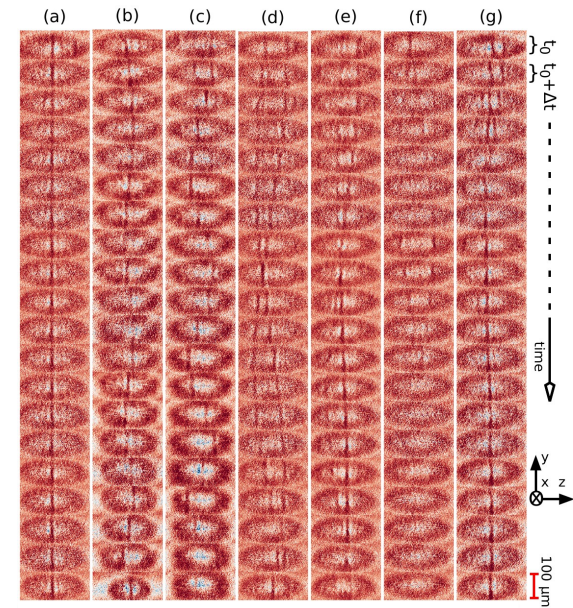 (a) (b) (c) (d) (e) (f) (g)
} t₀
} t₀+Δt
time
y
x z
100 μm